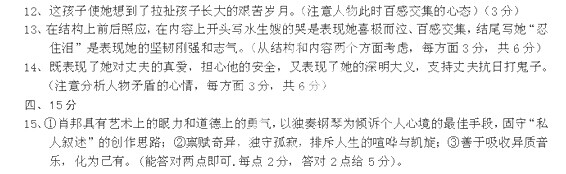 12、这孩子使她想到了拉扯孩子长大的艰苦岁月。（注意人物此时百感交集的心态）（3分）
13、在结构上前后照应，在内容上开头写水生嫂的哭是表现她喜极而泣、百感交集，结尾写她“忍
住泪”是表现她的坚韧刚强和志气。（从结构和内容两个方面考虑，每方面3分，共6分）
14、既表现了她对丈夫的真爱，担心他的安全，又表现了她的深明大义，支持丈夫抗日打鬼子。
（注意分析人物矛盾的心情，每方面3分，共6分）
四、15分
15、①肖邦具有艺术上的眼力和道德上的勇气，以独奏钢琴为倾诉个人心境的最佳手段，固守“私
人叙述”的创作思路；②禀赋奇异，独守孤寂，排斥人生的喧哗与凯旋；③善于吸收异质音
乐，化为己有。（能答对两点即可.每点2分，答对2点给5分）。